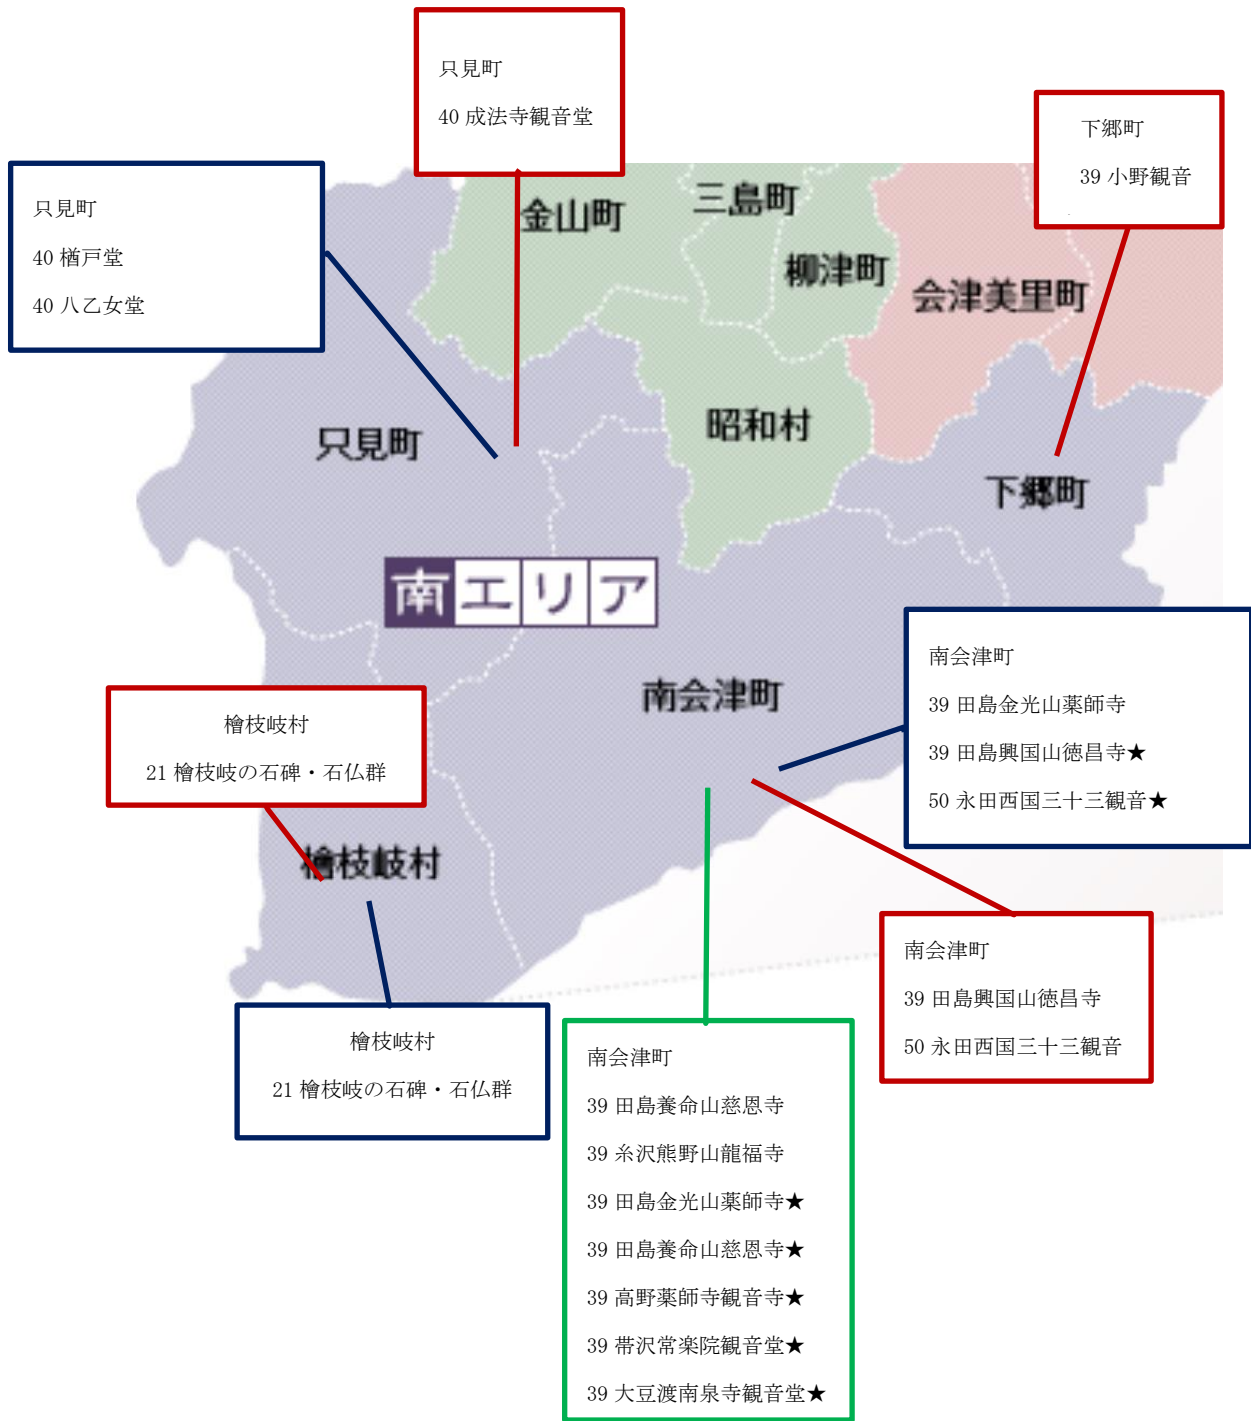 只見町
40 成法寺観音堂
下郷町
39 小野観音
只見町
40 楢戸堂
40 八乙女堂
金山町
三島町
柳津町
会津美里町
只見町
昭和村
下郷町
南エリア
南会津町
南会津町
39 田島金光山薬師寺
39 田島興国山徳昌寺★
50 永田西国三十三観音★
檜枝岐村
21 檜枝岐の石碑・石仏群
檜枝岐村
南会津町
39 田島興国山徳昌寺
50 永田西国三十三観音
檜枝岐村
21 檜枝岐の石碑・石仏群
南会津町
39 田島養命山慈恩寺
39 糸沢熊野山龍福寺
39 田島金光山薬師寺★
39 田島養命山慈恩寺★
39 高野薬師寺観音寺★
39 帯沢常楽院観音堂★
39 大豆渡南泉寺観音堂★